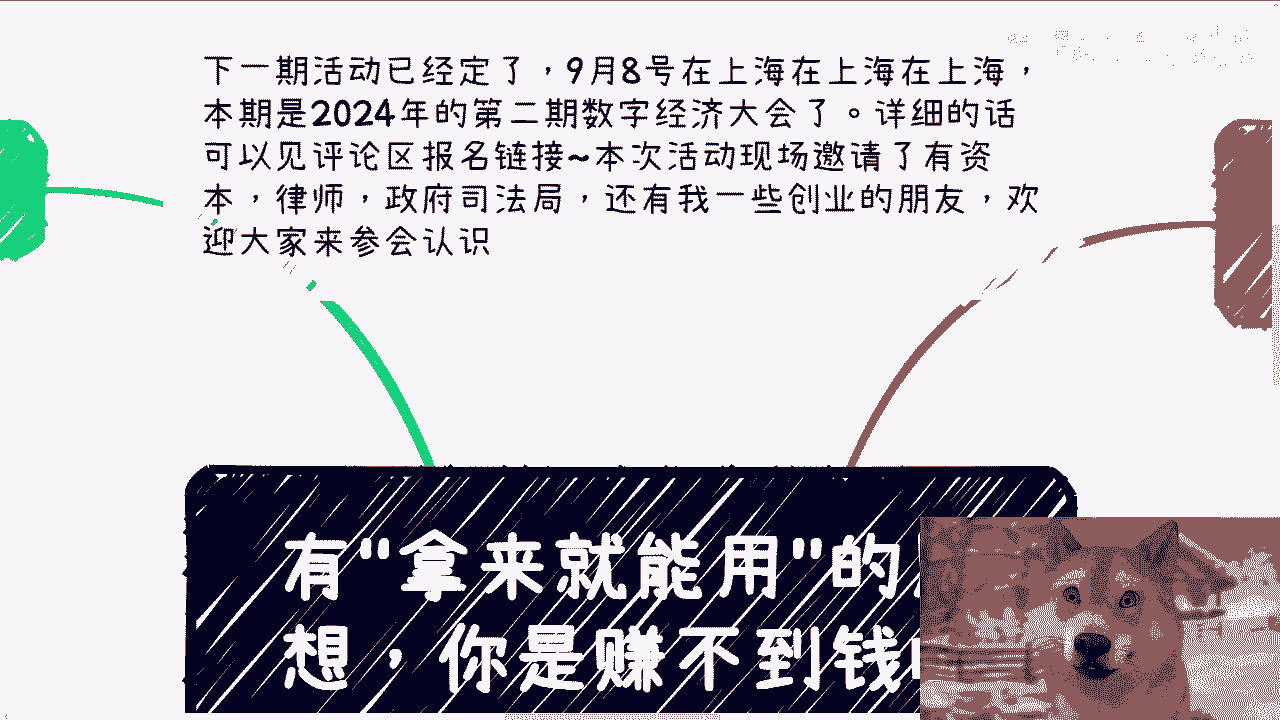 下一期活动已经定了，9月8号在上海在上海在上海，
本期是2024年的第二期数字经济大会了。详细的话
可以见评论区报名链接~本次活动现场邀请了有资
本，律师，政府司法局，还有我一些创业的朋友，欢
迎大家来参会认识
有"拿来就能用"的
想，你是赚不到钱